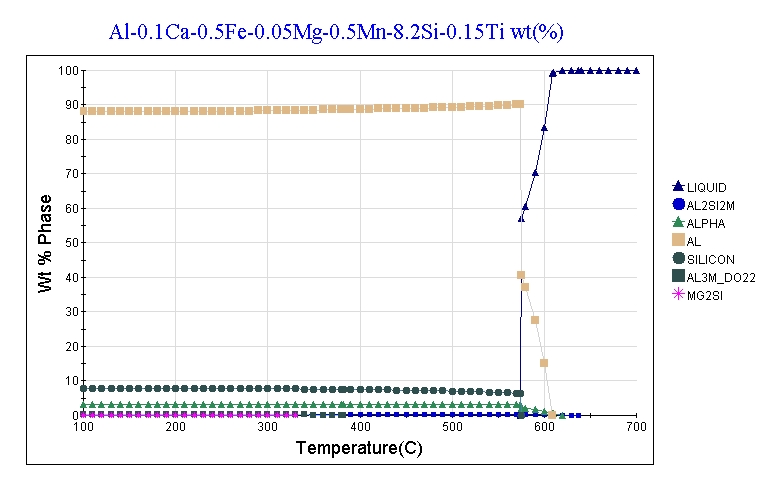 Al-0.1Ca-0.5Fe-0.05Mg-0.5Mn-8.2Si-0.15Ti wt(%)
100
90
80
70
60
50
40
30
20
10
0
Wt % Phase
100 200 300 400 500 600 700
Temperature(C)
LIQUID
AL2SI2M
ALPHA
AL
SILICON
AL3M_DO22
MG2SI